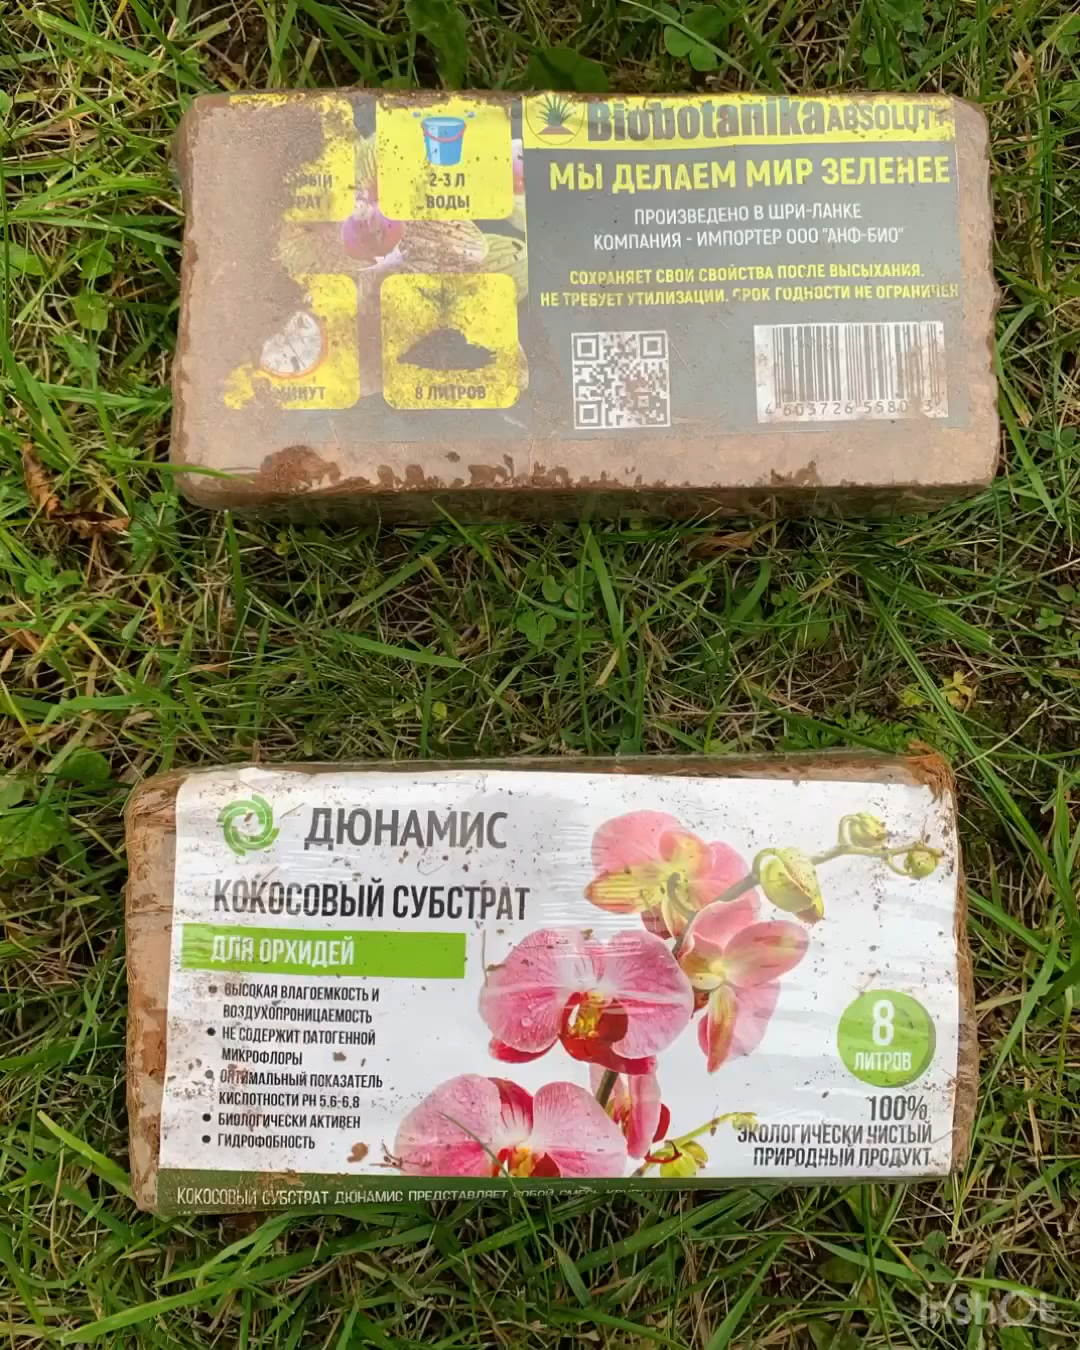 Biobotanika ABSOLUT+
МЫ ДЕЛАЕМ МИР ЗЕЛЕНЕЕ
ПРОИЗВЕДЕНО В ШРИ-ЛАНКЕ
КОМПАНИЯ - ИМПОРТЕР ООО "АНФ-БИО"
СОХРАНЯЕТ СВОИ СВОЙСТВА ПОСЛЕ ВЫСЫХАНИЯ.
НЕ ТРЕБУЕТ УТИЛИЗАЦИИ. СРОК ГОДНОСТИ НЕ ОГРАНИЧЕН
2-3 Л
ВОДЫ
8 ЛИТРОВ
ДЮНАМИС
КОКОСОВЫЙ СУБСТРАТ
ДЛЯ ОРХИДЕЙ
• ВЫСОКАЯ ВЛАГОЕМКОСТЬ И
ВОЗДУХОПРОНИЦАЕМОСТЬ
• НЕ СОДЕРЖИТ ПАТОГЕННОЙ
МИКРОФЛОРЫ
• ОПТИМАЛЬНЫЙ ПОКАЗАТЕЛЬ
КИСЛОТНОСТИ PH 5,6-6,8
• БИОЛОГИЧЕСКИ АКТИВЕН
• ГИДРОФОБНОСТЬ
8
ЛИТРОВ
100%
ЭКОЛОГИЧЕСКИ ЧИСТЫЙ
ПРИРОДНЫЙ ПРОДУКТ
КОКОСОВЫЙ СУБСТРАТ ДЮНАМИС ПРЕДСТАВЛЯЕТ СОБОЙ СМЕСЬ
InShOt